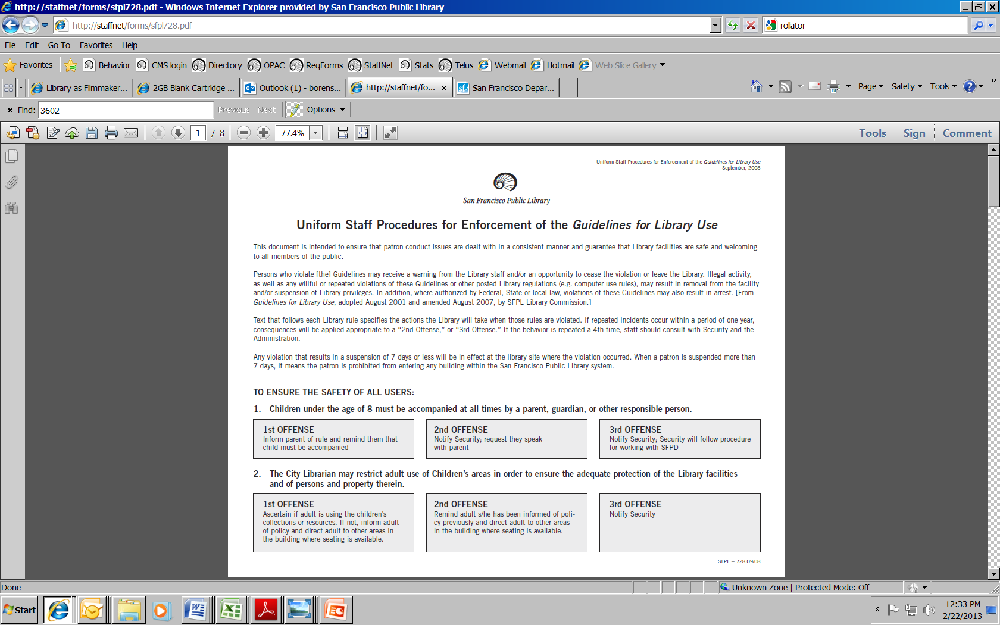 http://staffnet/forms/sfpl728.pdf - Windows Internet Explorer provided by San Francisco Public Library
http://staffnet/forms/sfpl728.pdf
rollator
File Edit Go To Favorites Help
Favorites Behavior CMS login Directory OPAC ReqForms StaffNet Stats Telus Webmail Hotmail Web Slice Gallery
Library as Filmmaker... 2GB Blank Cartridge ... Outlook (1) - borens... http://staffnet/fo... San Francisco Depar... Page Safety Tools
Find: 3602 Previous Next Options
1 / 8 77.4% Tools Sign Comment
Uniform Staff Procedures for Enforcement of the Guidelines for Library Use
September, 2008
San Francisco Public Library
Uniform Staff Procedures for Enforcement of the Guidelines for Library Use
This document is intended to ensure that patron conduct issues are dealt with in a consistent manner and guarantee that Library facilities are safe and welcoming
to all members of the public.
Persons who violate [the] Guidelines may receive a warning from the Library staff and/or an opportunity to cease the violation or leave the Library. Illegal activity,
as well as any willful or repeated violations of these Guidelines or other posted Library regulations (e.g. computer use rules), may result in removal from the facility
and/or suspension of Library privileges. In addition, where authorized by Federal, State or local law, violations of these Guidelines may also result in arrest. [From
Guidelines for Library Use, adopted August 2001 and amended August 2007, by SFPL Library Commission.]
Text that follows each Library rule specifies the actions the Library will take when those rules are violated. If repeated incidents occur within a period of one year,
consequences will be applied appropriate to a “2nd Offense,” or “3rd Offense.” If the behavior is repeated a 4th time, staff should consult with Security and the
Administration.
Any violation that results in a suspension of 7 days or less will be in effect at the library site where the violation occurred. When a patron is suspended more than
7 days, it means the patron is prohibited from entering any building within the San Francisco Public Library system.
TO ENSURE THE SAFETY OF ALL USERS:
1. Children under the age of 8 must be accompanied at all times by a parent, guardian, or other responsible person.
1st OFFENSE
Inform parent of rule and remind them that
child must be accompanied
2nd OFFENSE
Notify Security; request they speak
with parent
3rd OFFENSE
Notify Security; Security will follow procedure
for working with SFPD
2. The City Librarian may restrict adult use of Children’s areas in order to ensure the adequate protection of the Library facilities
and of persons and property therein.
1st OFFENSE
Ascertain if adult is using the children’s
collections or resources. If not, inform adult
of policy and direct adult to other areas in
the building where seating is available.
2nd OFFENSE
Remind adult s/he has been informed of poli-
cy previously and direct adult to other areas
in the building where seating is available.
3rd OFFENSE
Notify Security
SFPL – 728 09/08
Done Unknown Zone | Protected Mode: Off
Start 12:33 PM
2/22/2013